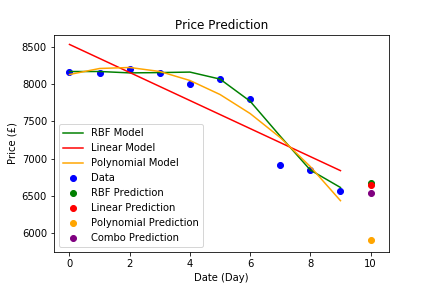 Price Prediction
8500
8000
7500
7000
6500
6000
Price (£)
RBF Model
Linear Model
Polynomial Model
Data
RBF Prediction
Linear Prediction
Polynomial Prediction
Combo Prediction
0 2 4 6 8 10
Date (Day)